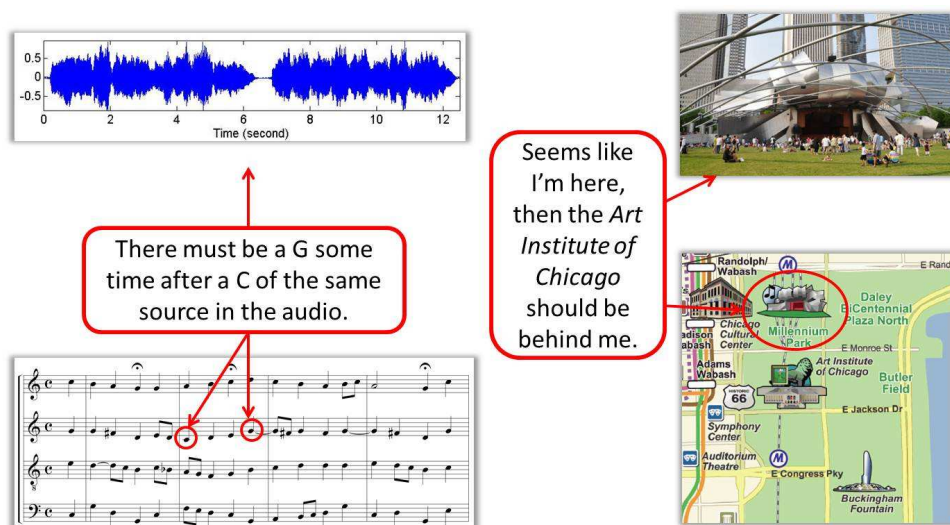 0.5
0
-0.5
0 2 4 6 8 10 12
Time (second)
There must be a G some
time after a C of the same
source in the audio.
Seems like
I'm here,
then the Art
Institute of
Chicago
should be
behind me.
Randolph/
Wabash
M
E Rand
Daley
BiCentennial
Plaza North
Chicago
Cultural
Center
Millennium
Park
adison
abash
E Monroe St
Adams
Wabash
Art Institute
of Chicago
Butler
Field
HISTORIC
66
E Jackson Dr
Symphony
Center
Auditorium
Theatre
M
E Congress Pky
Buckingham
Fountain